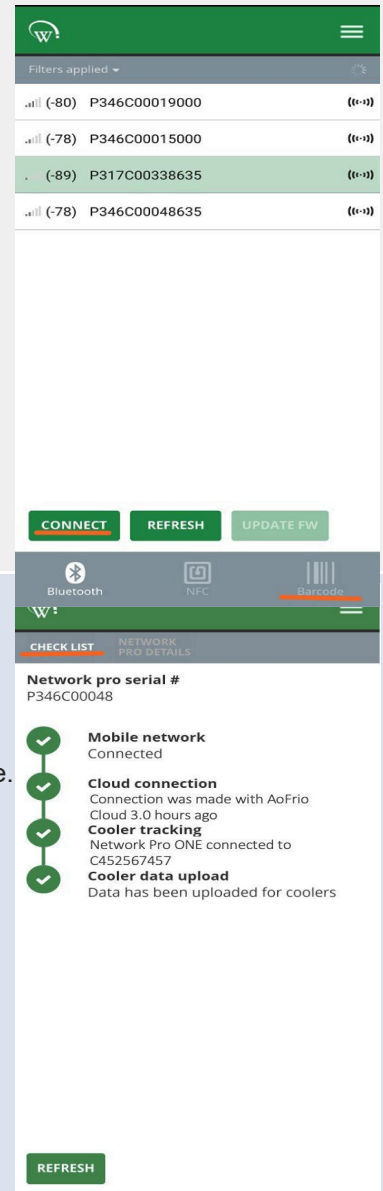 W
Filters applied
(-80) P346C00019000
(-78) P346C00015000
(-89) P317C00338635
(-78) P346C00048635
CONNECT REFRESH UPDATE FW
Bluetooth NFC Barcode
W
CHECK LIST NETWORK PRO DETAILS
Network pro serial #
P346C00048
e.
Mobile network
Connected
Cloud connection
Connection was made with AoFrio
Cloud 3.0 hours ago
Cooler tracking
Network Pro ONE connected to
C452567457
Cooler data upload
Data has been uploaded for coolers
REFRESH